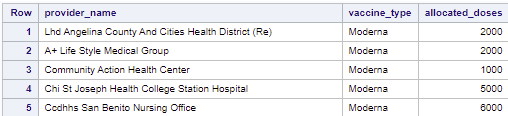 Row provider_name vaccine_type allocated_doses
1 Lhd Angelina County And Cities Health District (Re) Moderna 2000
2 A+ Life Style Medical Group Moderna 2000
3 Community Action Health Center Moderna 1000
4 Chi St Joseph Health College Station Hospital Moderna 5000
5 Ccdhhs San Benito Nursing Office Moderna 6000